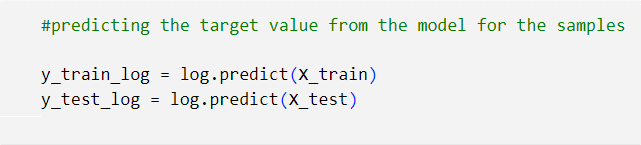 #predicting the target value from the model for the samples
y_train_log = log.predict(X_train)
y_test_log = log.predict(X_test)